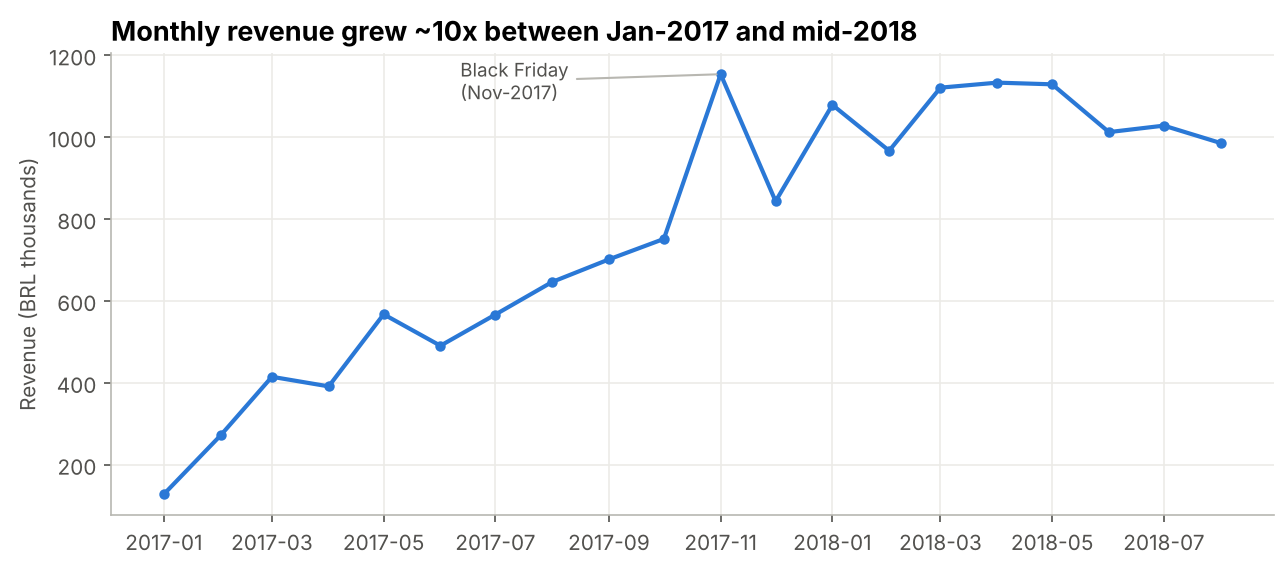 Monthly revenue grew ~10x between Jan-2017 and mid-2018
Revenue (BRL thousands)
1200
1000
800
600
400
200
Black Friday
(Nov-2017)
2017-01 2017-03 2017-05 2017-07 2017-09 2017-11 2018-01 2018-03 2018-05 2018-07